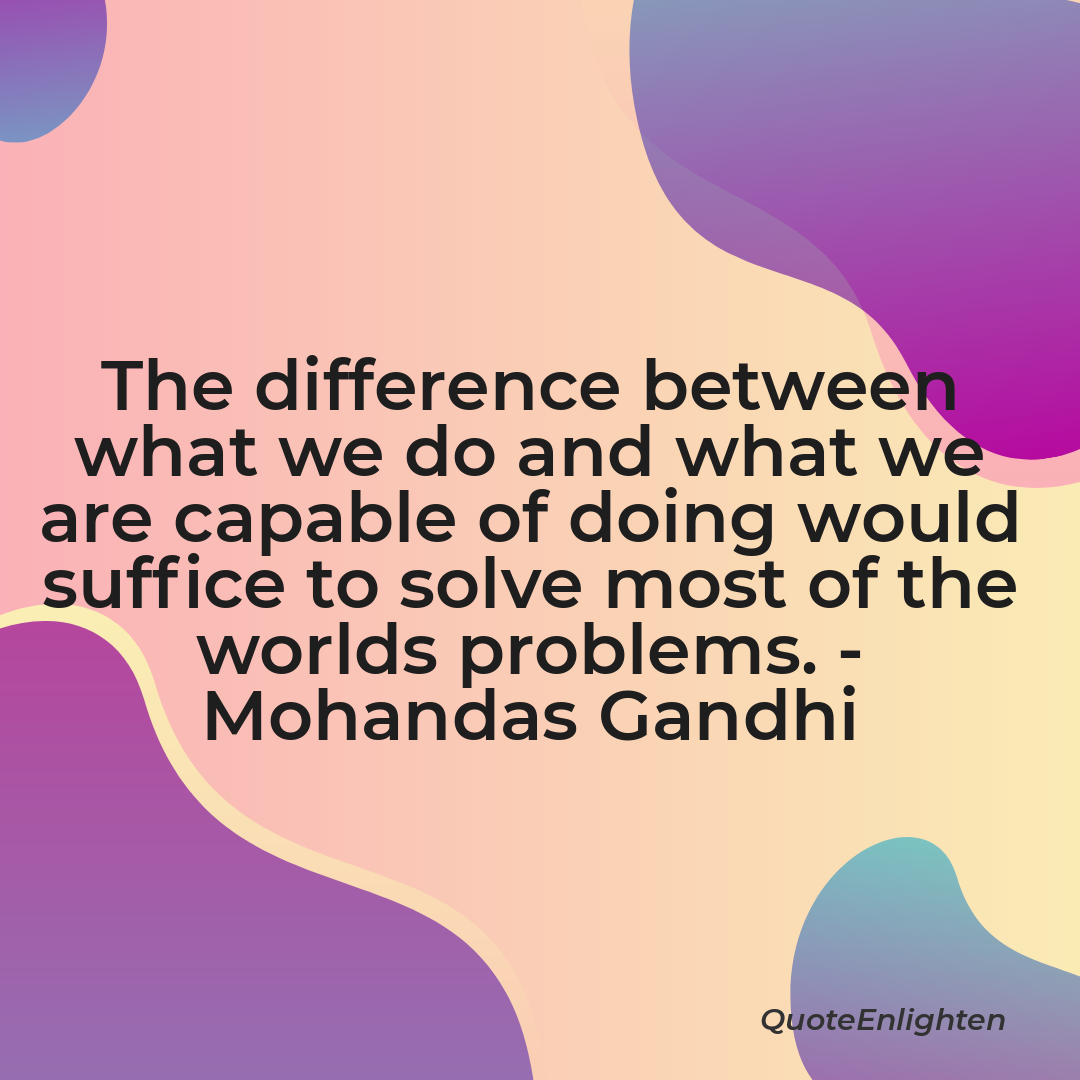 The difference between
what we do and what we
are capable of doing would
suffice to solve most of the
worlds problems. -
Mohandas Gandhi
QuoteEnlighten